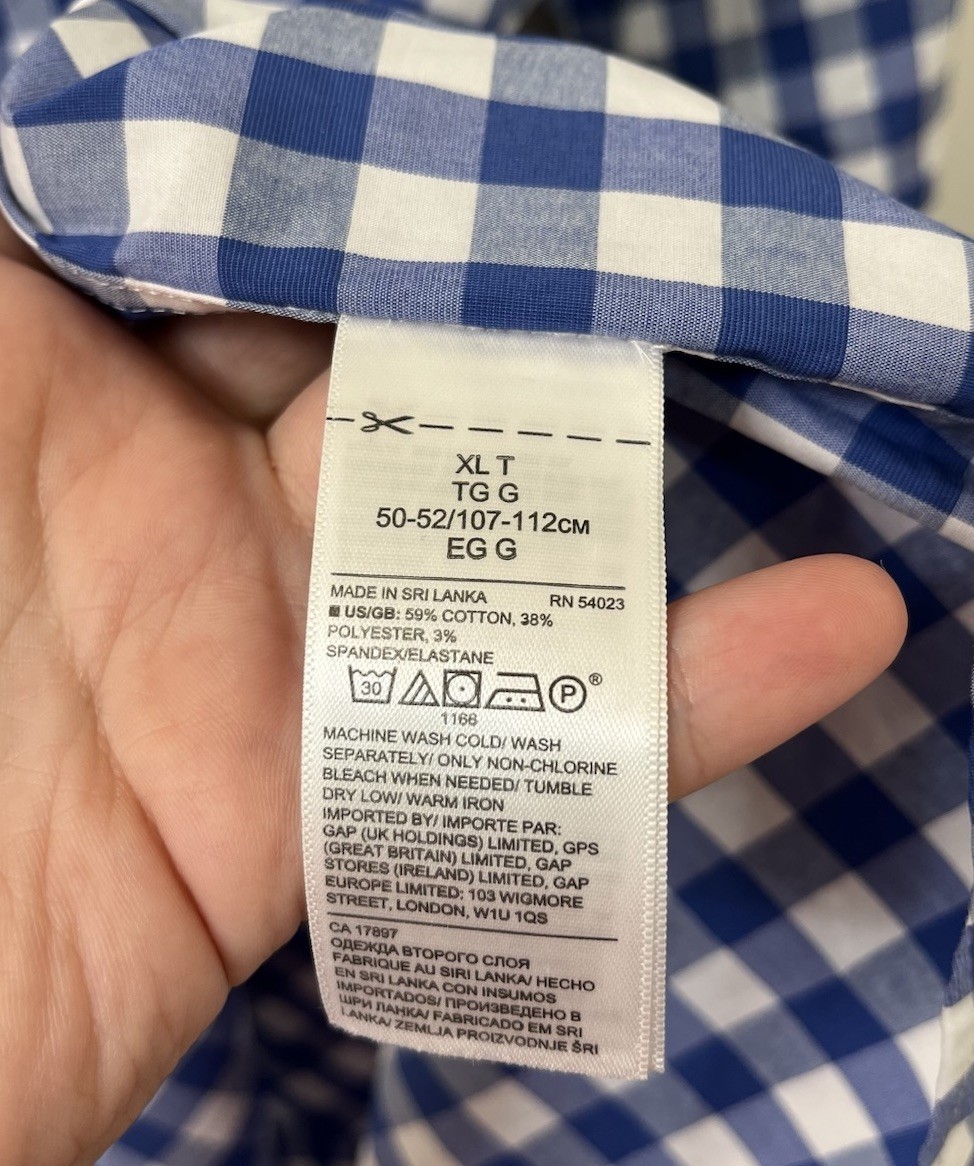 XL T
TG G
50-52/107-112CM
EG G
MADE IN SRI LANKA RN 54023
US/GB: 59% COTTON, 38%
POLYESTER, 3%
SPANDEX/ELASTANE
30 P®
1166
MACHINE WASH COLD/ WASH
SEPARATELY/ ONLY NON-CHLORINE
BLEACH WHEN NEEDED/ TUMBLE
DRY LOW/ WARM IRON
IMPORTED BY/ IMPORTE PAR:
GAP (UK HOLDINGS) LIMITED, GPS
(GREAT BRITAIN) LIMITED, GAP
STORES (IRELAND) LIMITED, GAP
EUROPE LIMITED: 103 WIGMORE
STREET, LONDON, W1U 1QS
CA 17897
ОДЕЖДА ВТОРОГО СЛОЯ
FABRIQUE AU SIRI LANKA/ HECHO
EN SRI LANKA CON INSUMOS
IMPORTADOS/ ПРОИЗВЕДЕНО В
ШРИ ЛАНКА/ FABRICADO EM SRI
LANKA/ ZEMLJA PROIZVODNJE ŠRI